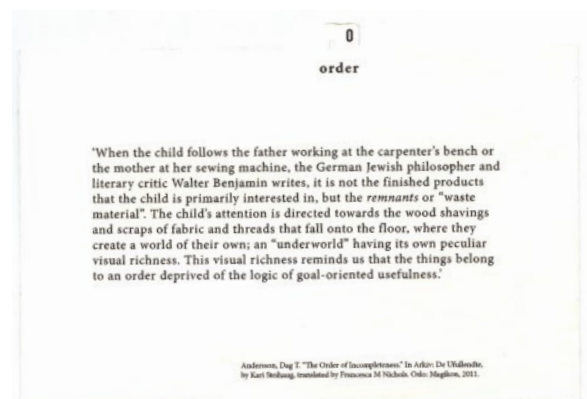 0
order
'When the child follows the father working at the carpenter's bench or
the mother at her sewing machine, the German Jewish philosopher and
literary critic Walter Benjamin writes, it is not the finished products
that the child is primarily interested in, but the remnants or "waste
material". The child's attention is directed towards the wood shavings
and scraps of fabric and threads that fall onto the floor, where they
create a world of their own; an "underworld" having its own peculiar
visual richness. This visual richness reminds us that the things belong
to an order deprived of the logic of goal-oriented usefulness.'
Andersson, Dag T. "The Order of Incompleteness." In Arkiv: De Ufullendte,
by Kari Steihaug, translated by Francesca M Nichols. Oslo: Magikon, 2011.